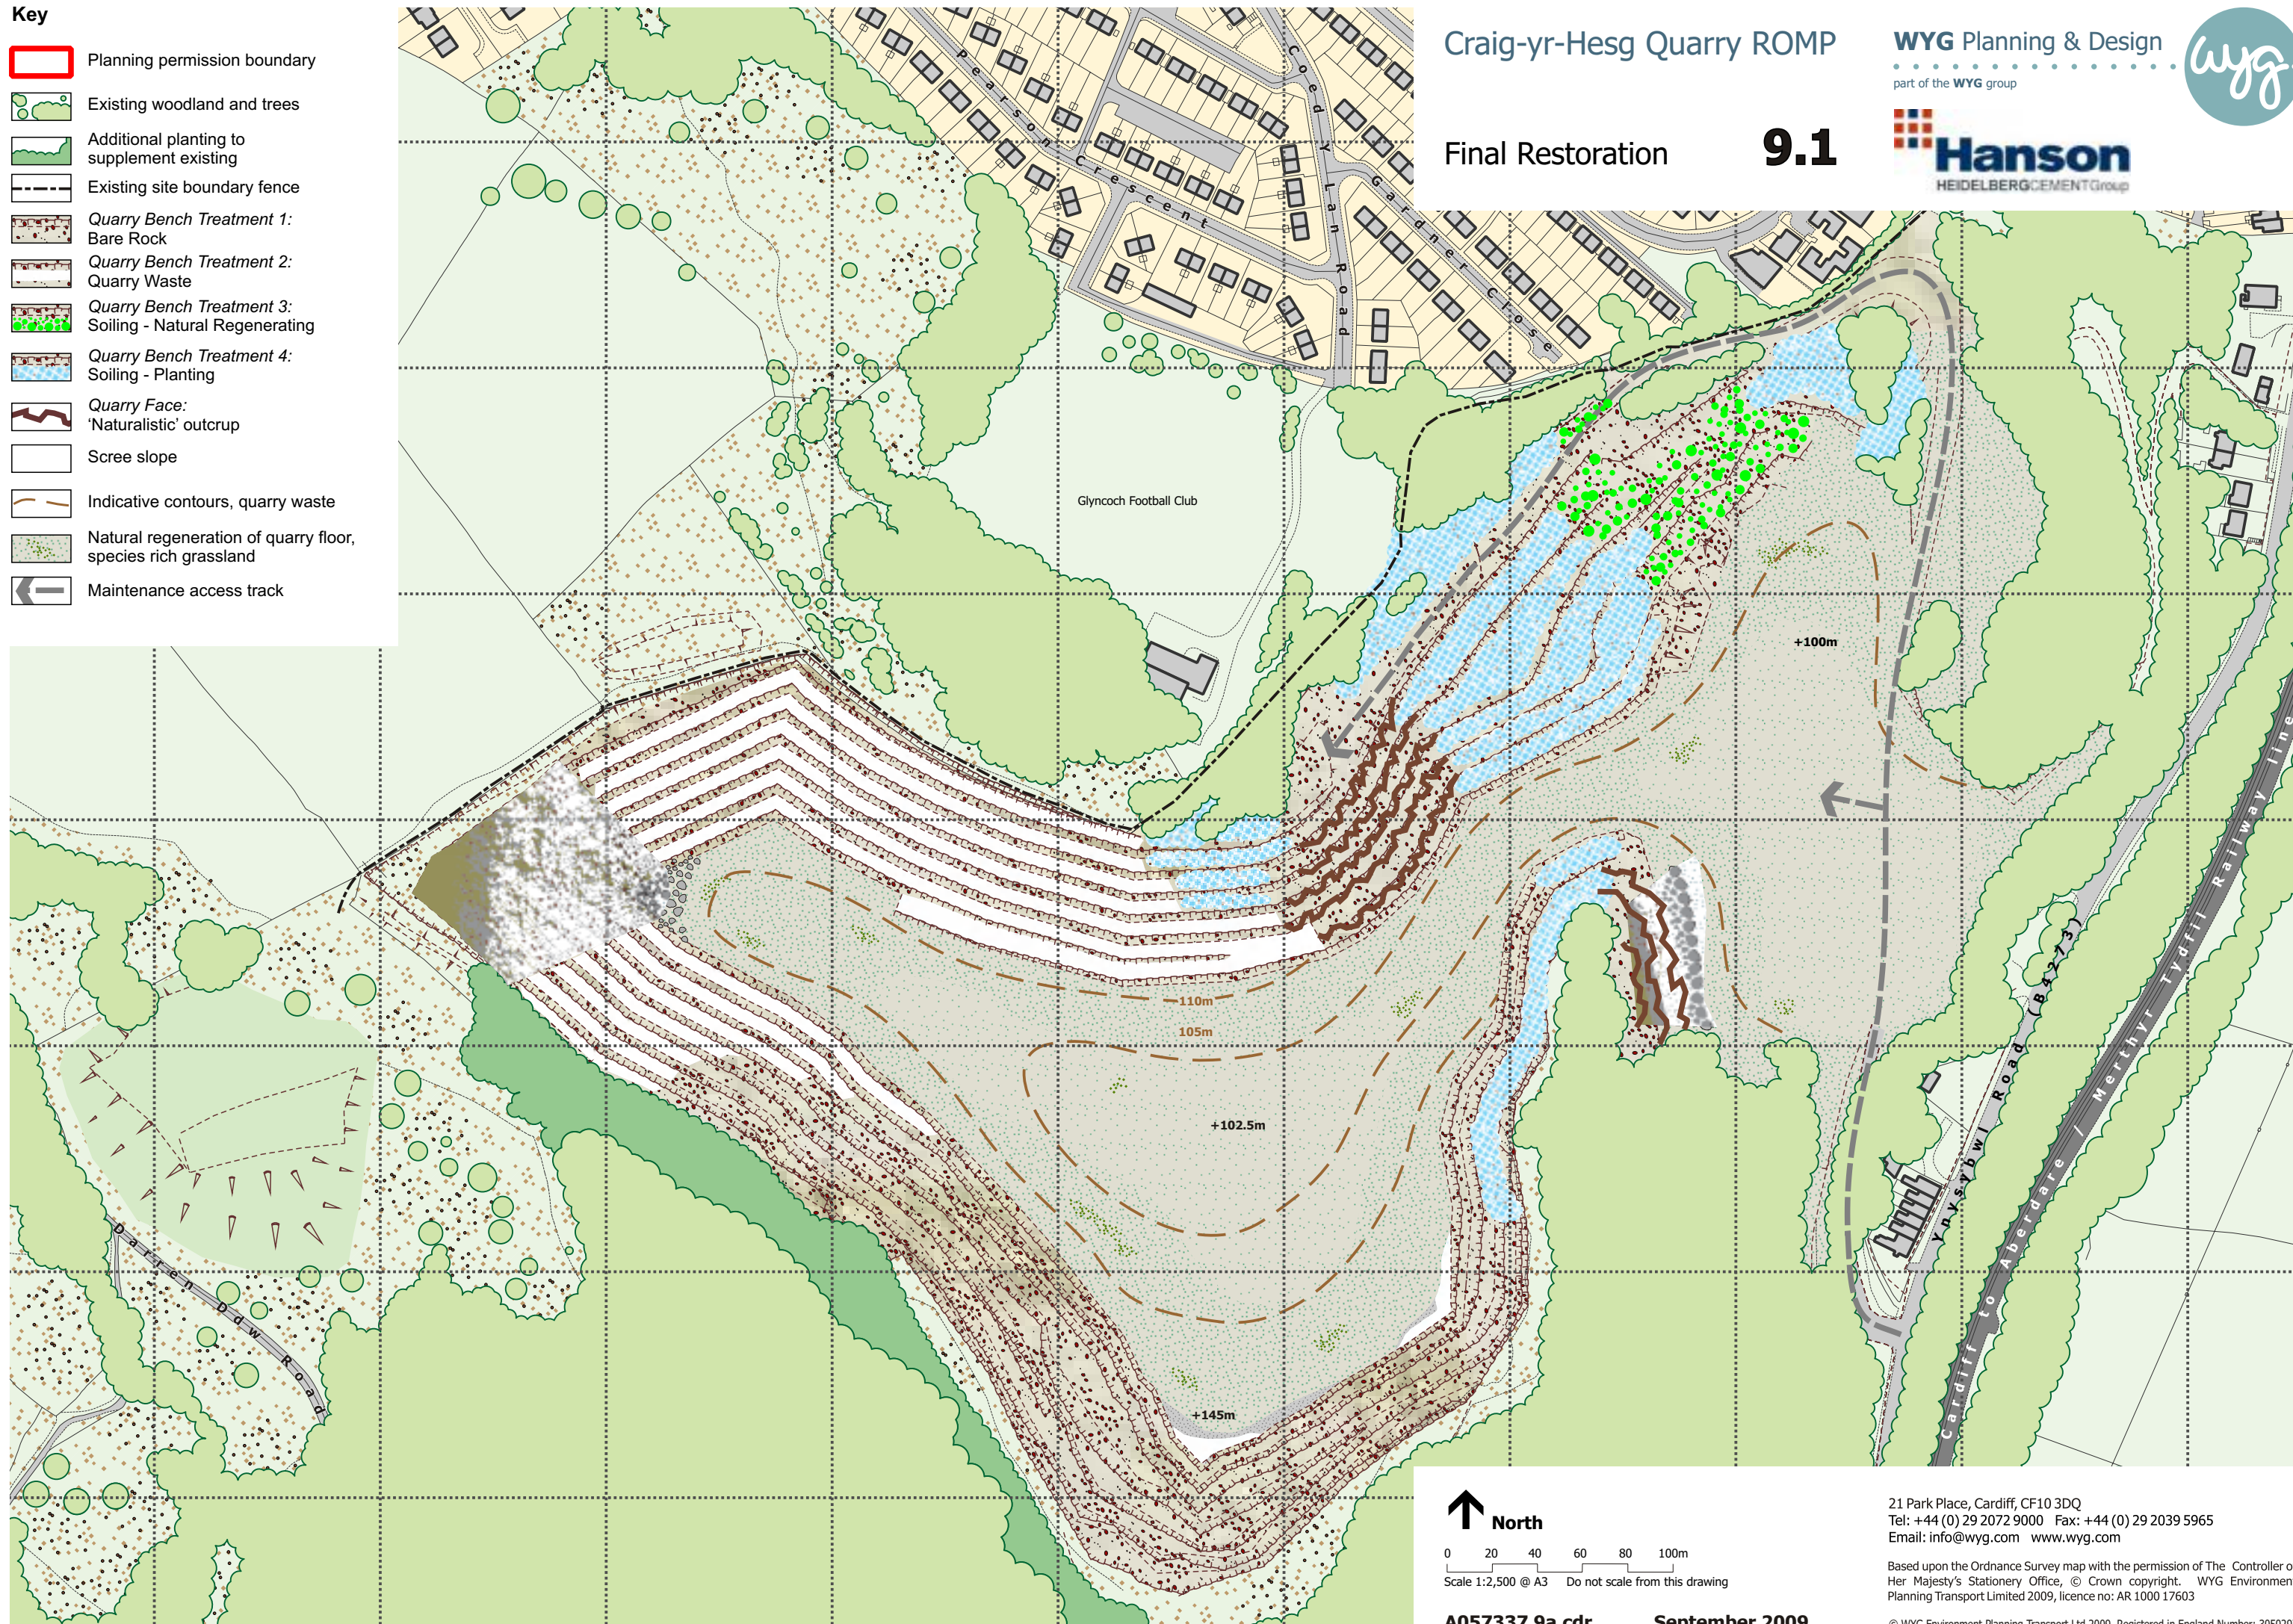 Key
Planning permission boundary
Existing woodland and trees
Additional planting to
supplement existing
Existing site boundary fence
Quarry Bench Treatment 1:
Bare Rock
Quarry Bench Treatment 2:
Quarry Waste
Quarry Bench Treatment 3:
Soiling - Natural Regenerating
Quarry Bench Treatment 4:
Soiling - Planting
Quarry Face:
'Naturalistic' outcrup
Scree slope
Indicative contours, quarry waste
Natural regeneration of quarry floor,
species rich grassland
Maintenance access track
Craig-yr-Hesg Quarry ROMP
Final Restoration
9.1
WYG Planning & Design
part of the WYG group
wyg
Hanson
HEIDELBERGCEMENTGroup
Pearson Crescent
Coed Y Lan Road
Gardner Close
Glyncoch Football Club
+100m
110m
105m
+102.5m
+145m
Darren Ddw Road
Ynysybwl Road (B4273)
Cardiff to Aberdare / Merthyr Tydfil Railway line
North
0 20 40 60 80 100m
Scale 1:2,500 @ A3 Do not scale from this drawing
A057337 9a.cdr September 2009
21 Park Place, Cardiff, CF10 3DQ
Tel: +44 (0) 29 2072 9000 Fax: +44 (0) 29 2039 5965
Email: info@wyg.com www.wyg.com
Based upon the Ordnance Survey map with the permission of The Controller o
Her Majesty's Stationery Office, © Crown copyright. WYG Environmen
Planning Transport Limited 2009, licence no: AR 1000 17603